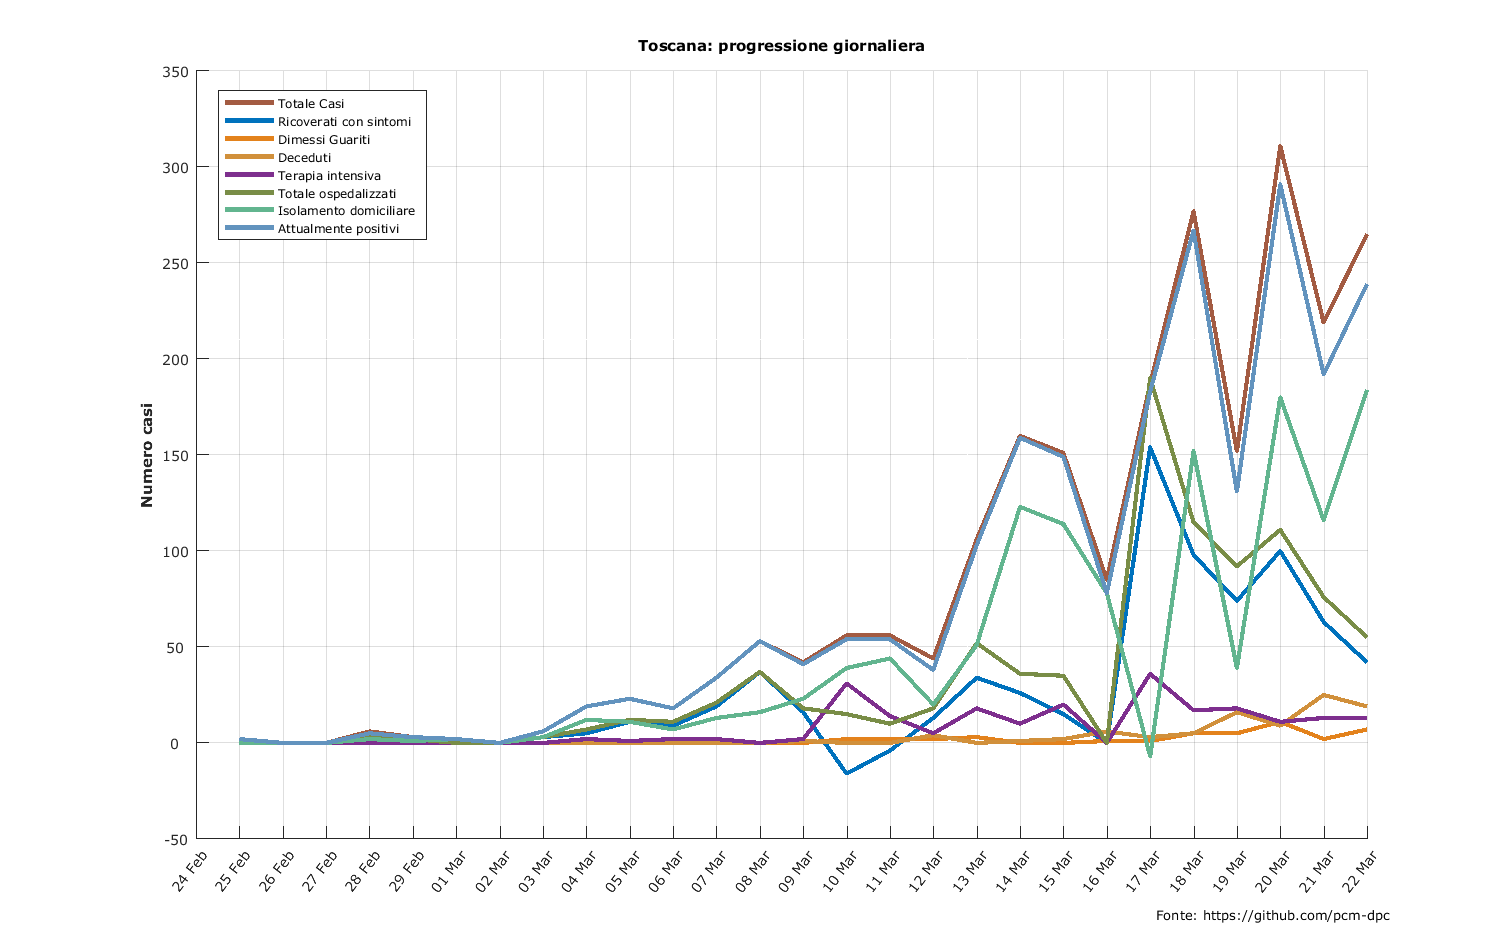 Toscana: progressione giornaliera
350
300
250
200
150
100
50
0
-50
Numero casi
Totale Casi
Ricoverati con sintomi
Dimessi Guariti
Deceduti
Terapia intensiva
Totale ospedalizzati
Isolamento domiciliare
Attualmente positivi
24 Feb
25 Feb
26 Feb
27 Feb
28 Feb
29 Feb
01 Mar
02 Mar
03 Mar
04 Mar
05 Mar
06 Mar
07 Mar
08 Mar
09 Mar
10 Mar
11 Mar
12 Mar
13 Mar
14 Mar
15 Mar
16 Mar
17 Mar
18 Mar
19 Mar
20 Mar
21 Mar
22 Mar
Fonte: https://github.com/pcm-dpc